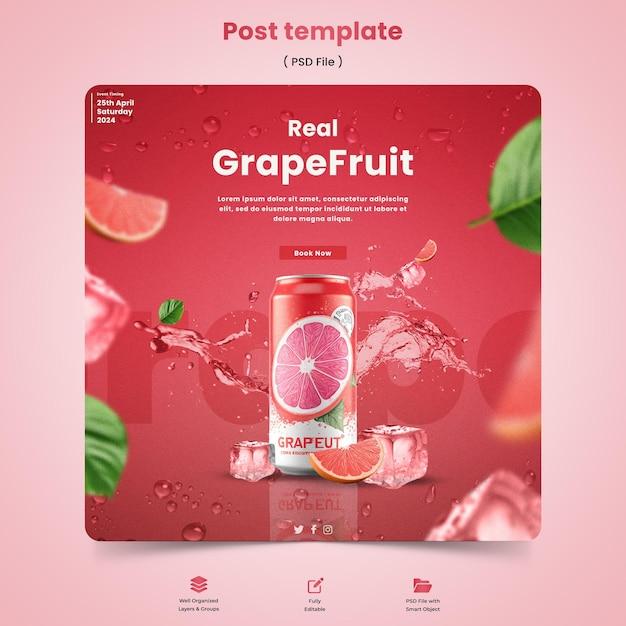 Post template
( PSD File )
Event Timing
25th April
Saturday
2024
Real
GrapeFruit
Lorem ipsum dolor sit amet, consectetur adipiscing
elit, sed do eiusmod tempor incididunt ut labore et dolore
magna aliqua.
Book Now
GRAPEUT
Well Organized
Layers & Groups
Fully
Editable
PSD File with
Smart Object